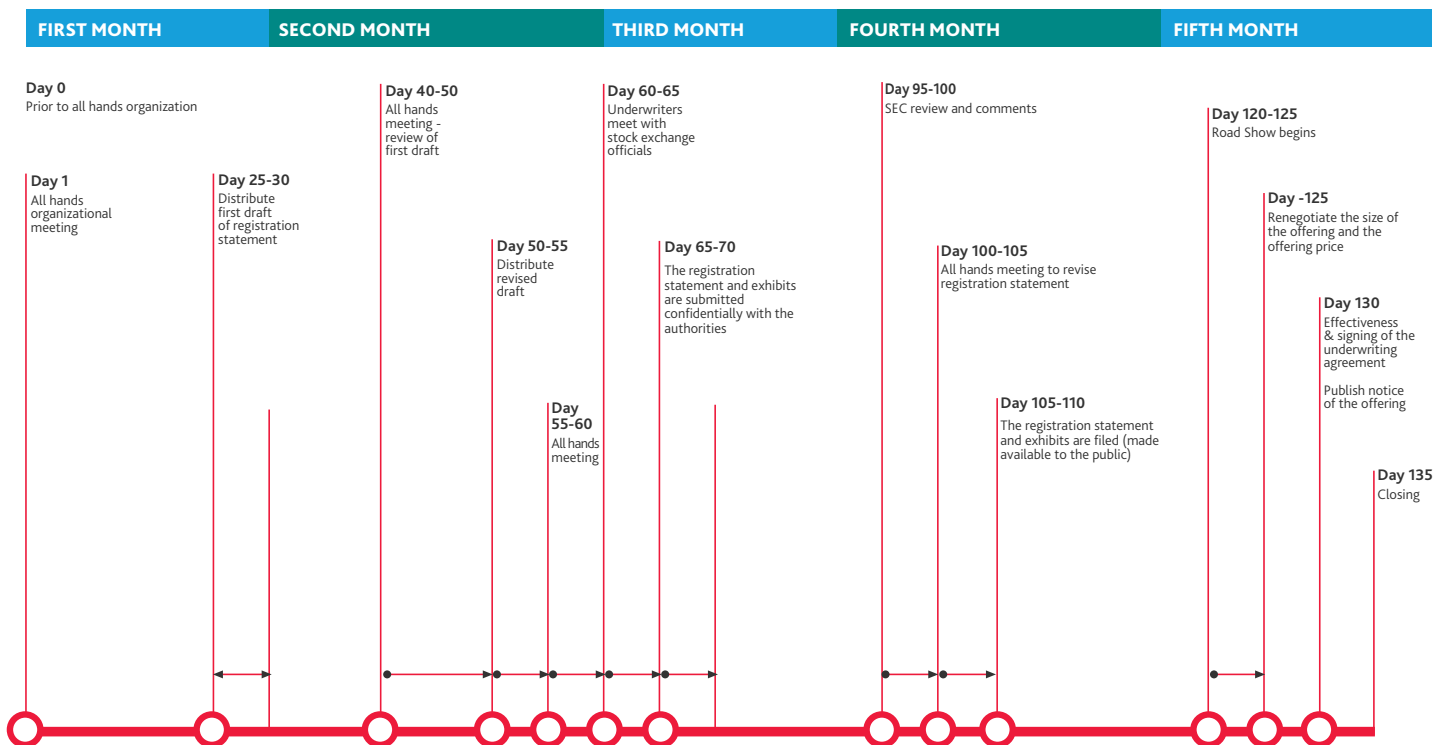 FIRST MONTH
SECOND MONTH
THIRD MONTH
FOURTH MONTH
FIFTH MONTH
Day 0
Prior to all hands organization
Day 1
All hands
organizational
meeting
Day 25-30
Distribute
first draft
of registration
statement
Day 40-50
All hands
meeting -
review of
first draft
Day 50-55
Distribute
revised
draft
Day
55-60
All hands
meeting
Day 60-65
Underwriters
meet with
stock exchange
officials
Day 65-70
The registration
statement and exhibits
are submitted
confidentially with the
authorities
Day 95-100
SEC review and comments
Day 100-105
All hands meeting to revise
registration statement
Day 105-110
The registration statement
and exhibits are filed (made
available to the public)
Day 120-125
Road Show begins
Day -125
Renegotiate the size of
the offering and the
offering price
Day 130
Effectiveness
& signing of the
underwriting
agreement
Publish notice
of the offering
Day 135
Closing